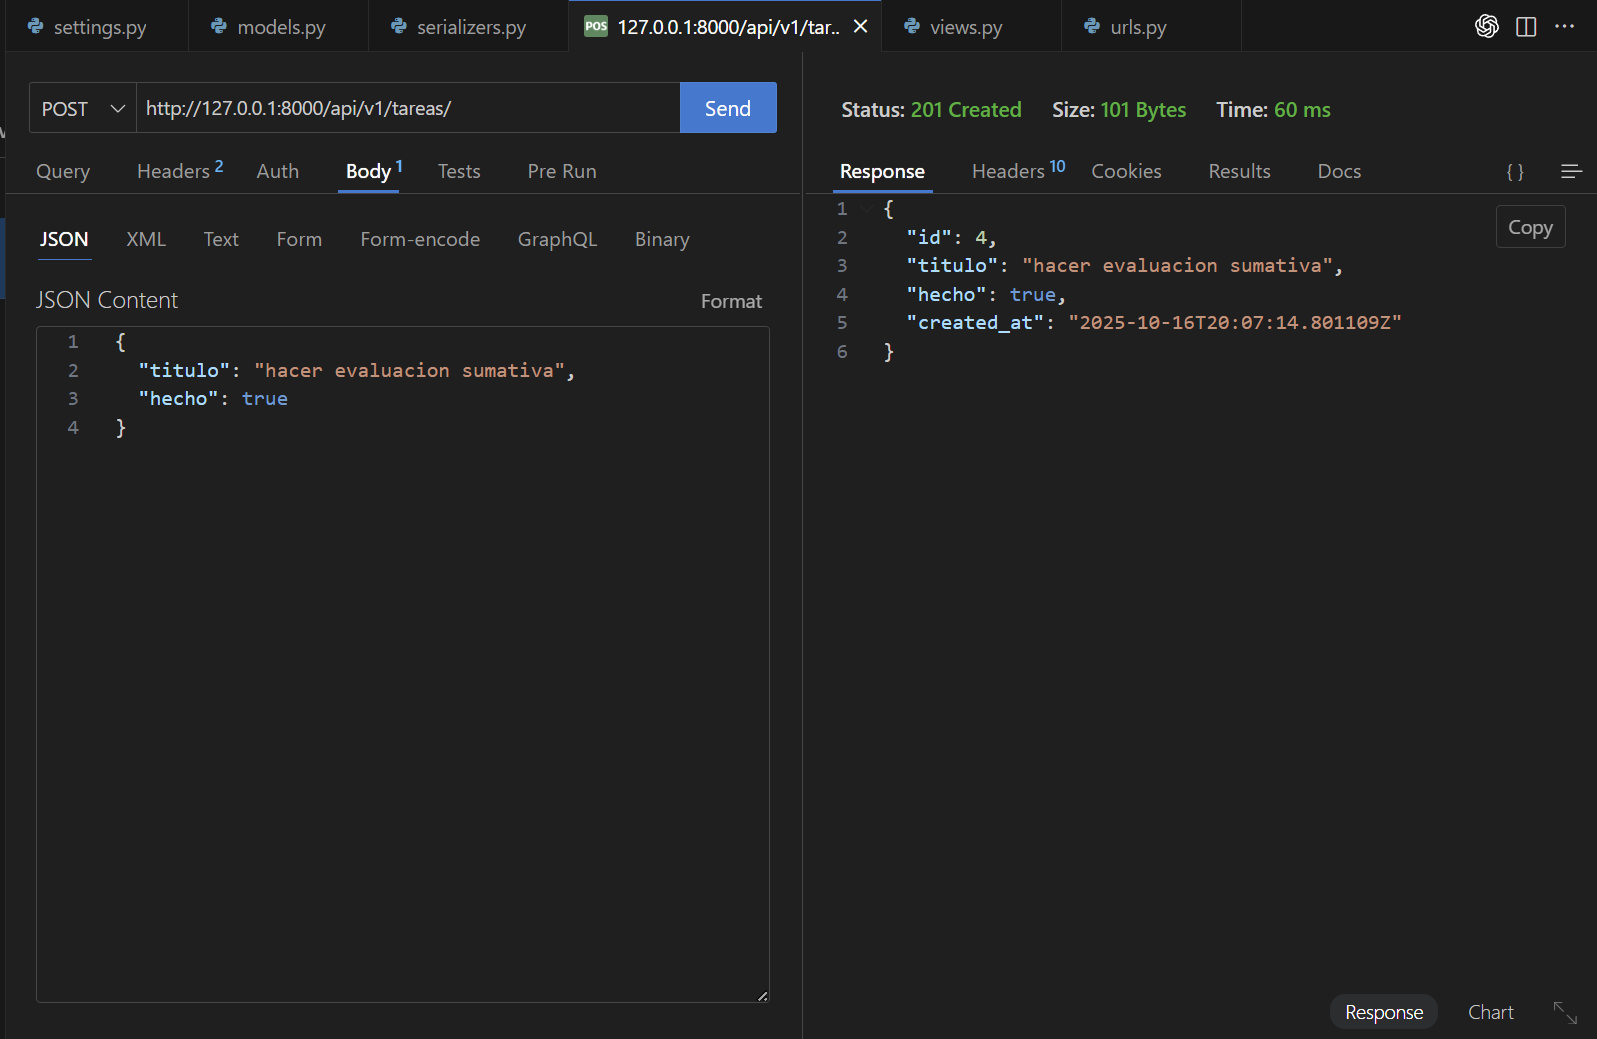 settings.py models.py serializers.py POS 127.0.0.1:8000/api/v1/tar.. views.py urls.py
POST http://127.0.0.1:8000/api/v1/tareas/ Send
Query Headers 2 Auth Body 1 Tests Pre Run
JSON XML Text Form Form-encode GraphQL Binary
JSON Content Format
1 {
2 "titulo": "hacer evaluacion sumativa",
3 "hecho": true
4 }
Status: 201 Created Size: 101 Bytes Time: 60 ms
Response Headers 10 Cookies Results Docs { }
Copy
1 {
2 "id": 4,
3 "titulo": "hacer evaluacion sumativa",
4 "hecho": true,
5 "created_at": "2025-10-16T20:07:14.801109Z"
6 }
Response Chart